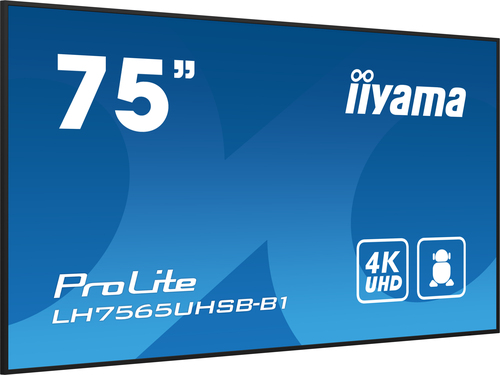 75”
iiyama
ProLite
LH7565UHSB-B1
4K
UHD